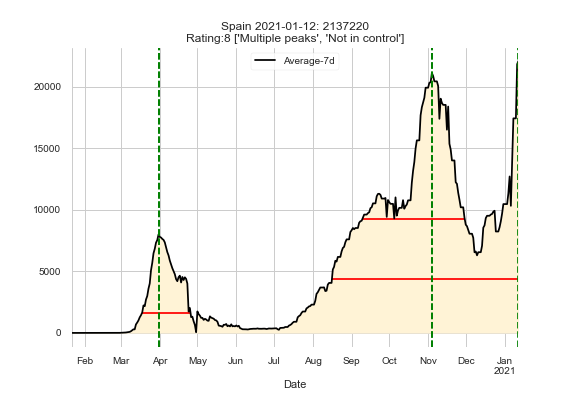 Spain 2021-01-12: 2137220
Rating:8 ['Multiple peaks', 'Not in control']
Average-7d
20000
15000
10000
5000
0
Feb Mar Apr May Jun Jul Aug Sep Oct Nov Dec Jan
2021
Date